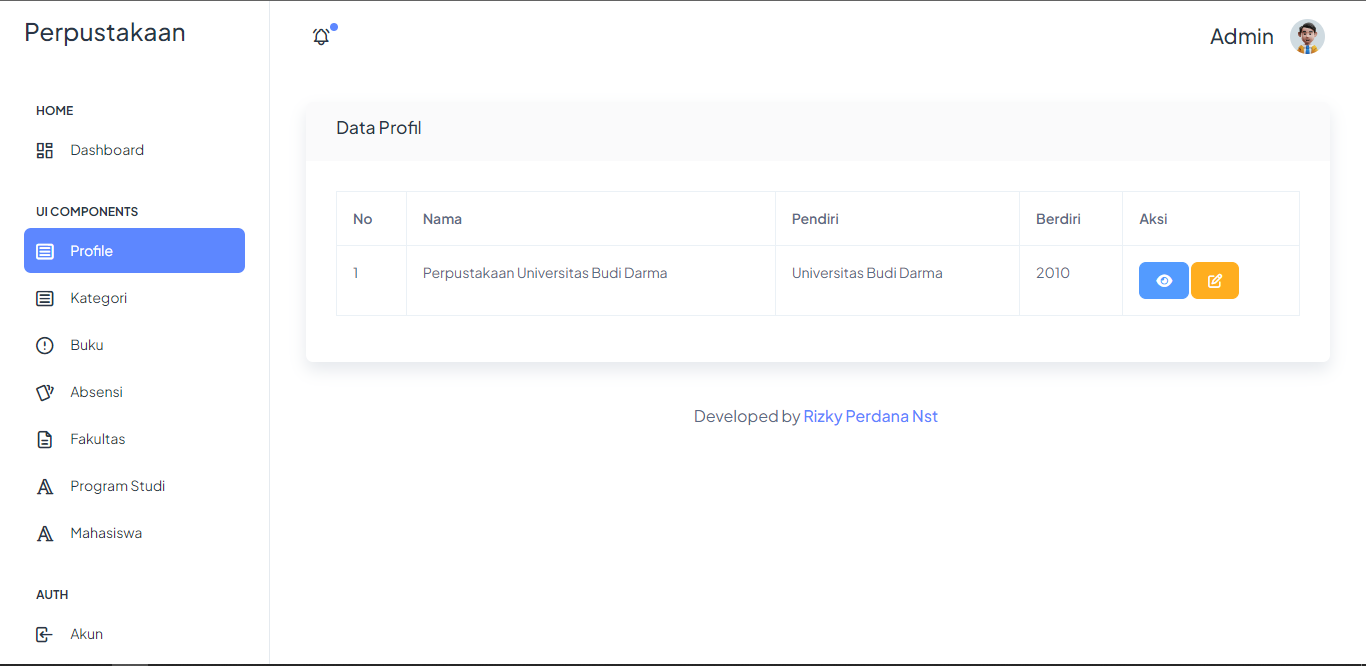 Perpustakaan
Admin
HOME
Dashboard
UI COMPONENTS
Profile
Kategori
Buku
Absensi
Fakultas
Program Studi
Mahasiswa
AUTH
Akun
Data Profil
No Nama Pendiri Berdiri Aksi
1 Perpustakaan Universitas Budi Darma Universitas Budi Darma 2010
Developed by Rizky Perdana Nst